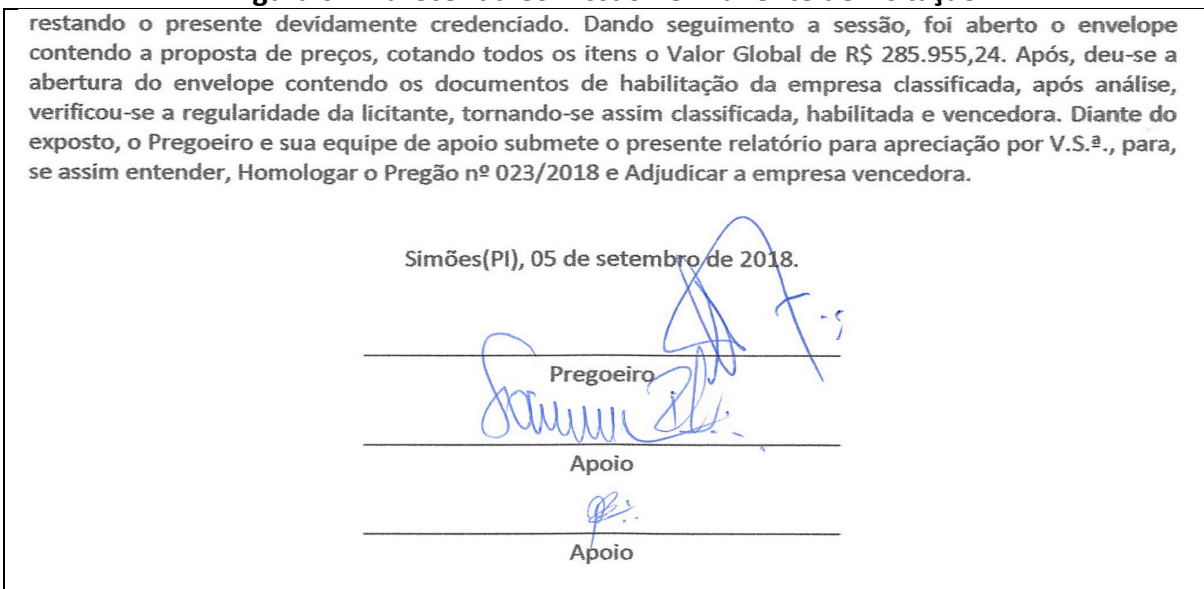 restando o presente devidamente credenciado. Dando seguimento a sessão, foi aberto o envelope
contendo a proposta de preços, cotando todos os itens o Valor Global de R$ 285.955,24. Após, deu-se a
abertura do envelope contendo os documentos de habilitação da empresa classificada, após análise,
verificou-se a regularidade da licitante, tornando-se assim classificada, habilitada e vencedora. Diante do
exposto, o Pregoeiro e sua equipe de apoio submete o presente relatório para apreciação por V.S.ª., para,
se assim entender, Homologar o Pregão nº 023/2018 e Adjudicar a empresa vencedora.
Simões(PI), 05 de setembro de 2018.
Pregoeiro
Apoio
Apoio